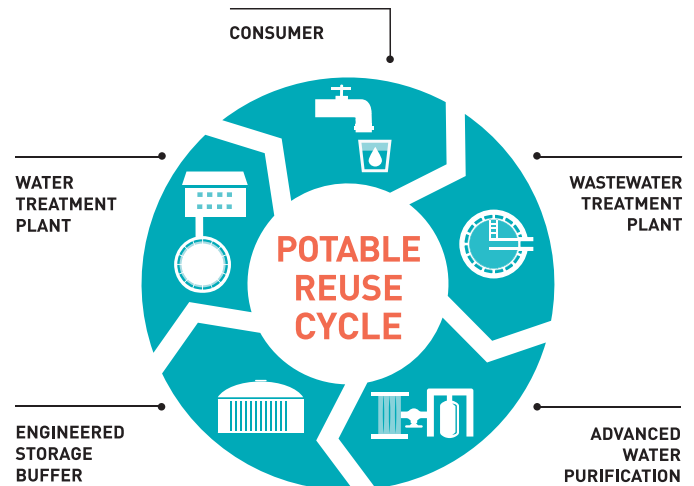 CONSUMER
WATER
TREATMENT
PLANT
WASTEWATER
TREATMENT
PLANT
POTABLE
REUSE
CYCLE
ENGINEERED
STORAGE
BUFFER
ADVANCED
WATER
PURIFICATION